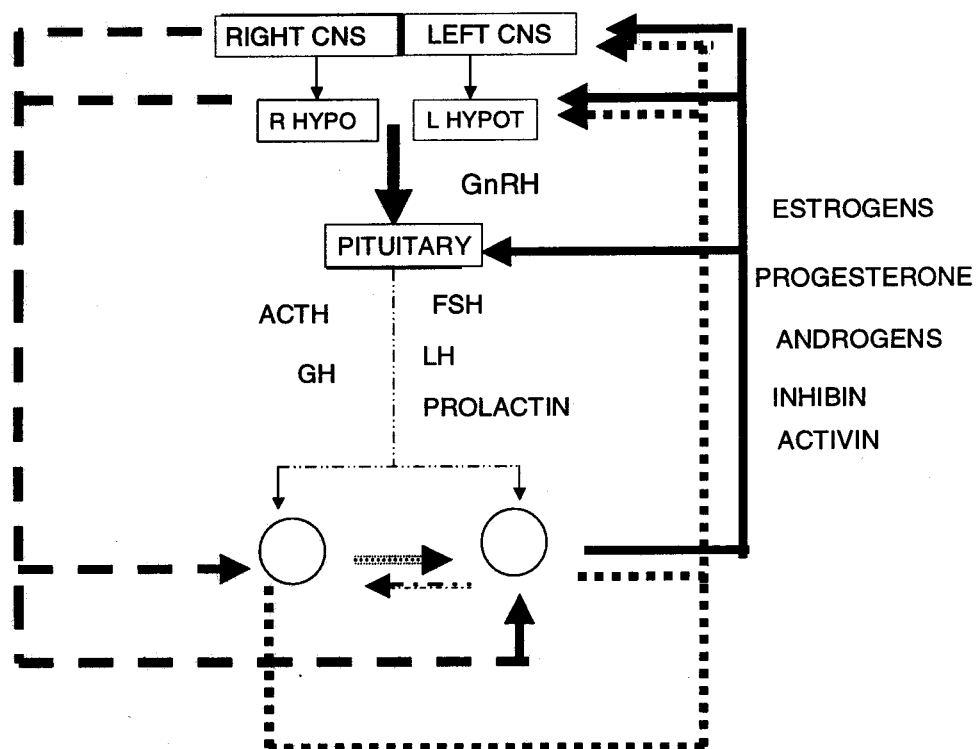 RIGHT CNS
LEFT CNS
R HYPO
L HYPOT
GnRH
ESTROGENS
PITUITARY
PROGESTERONE
ACTH
FSH
ANDROGENS
GH
LH
PROLACTIN
INHIBIN
ACTIVIN